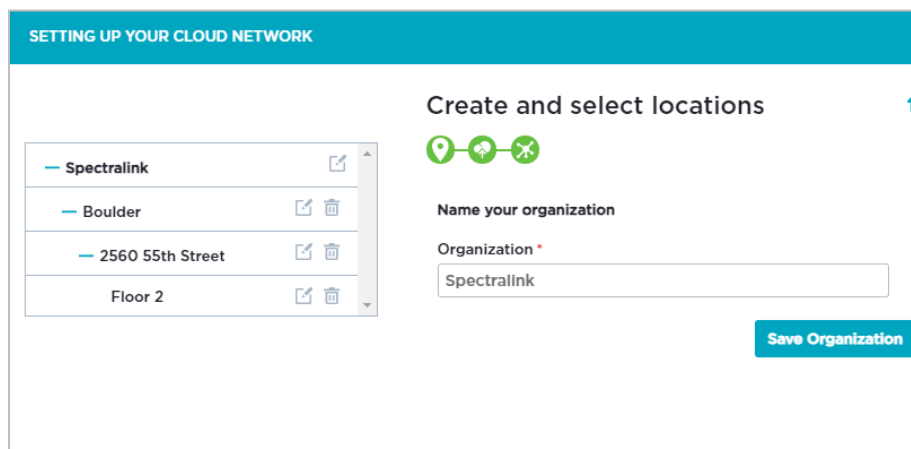 SETTING UP YOUR CLOUD NETWORK
Create and select locations
Spectralink
Boulder
2560 55th Street
Floor 2
Name your organization
Organization *
Spectralink
Save Organization